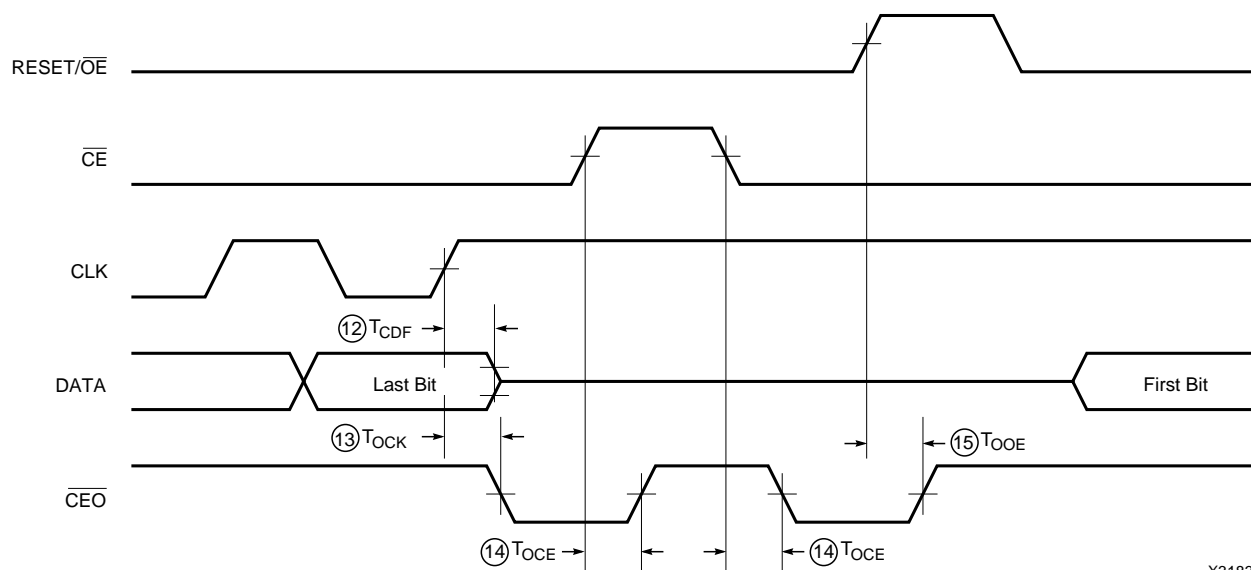 RESET/OE
CE
CLK
12 TCDF
DATA
Last Bit
First Bit
13 TOCK
15 TOOE
CEO
14 TOCE
14 TOCE